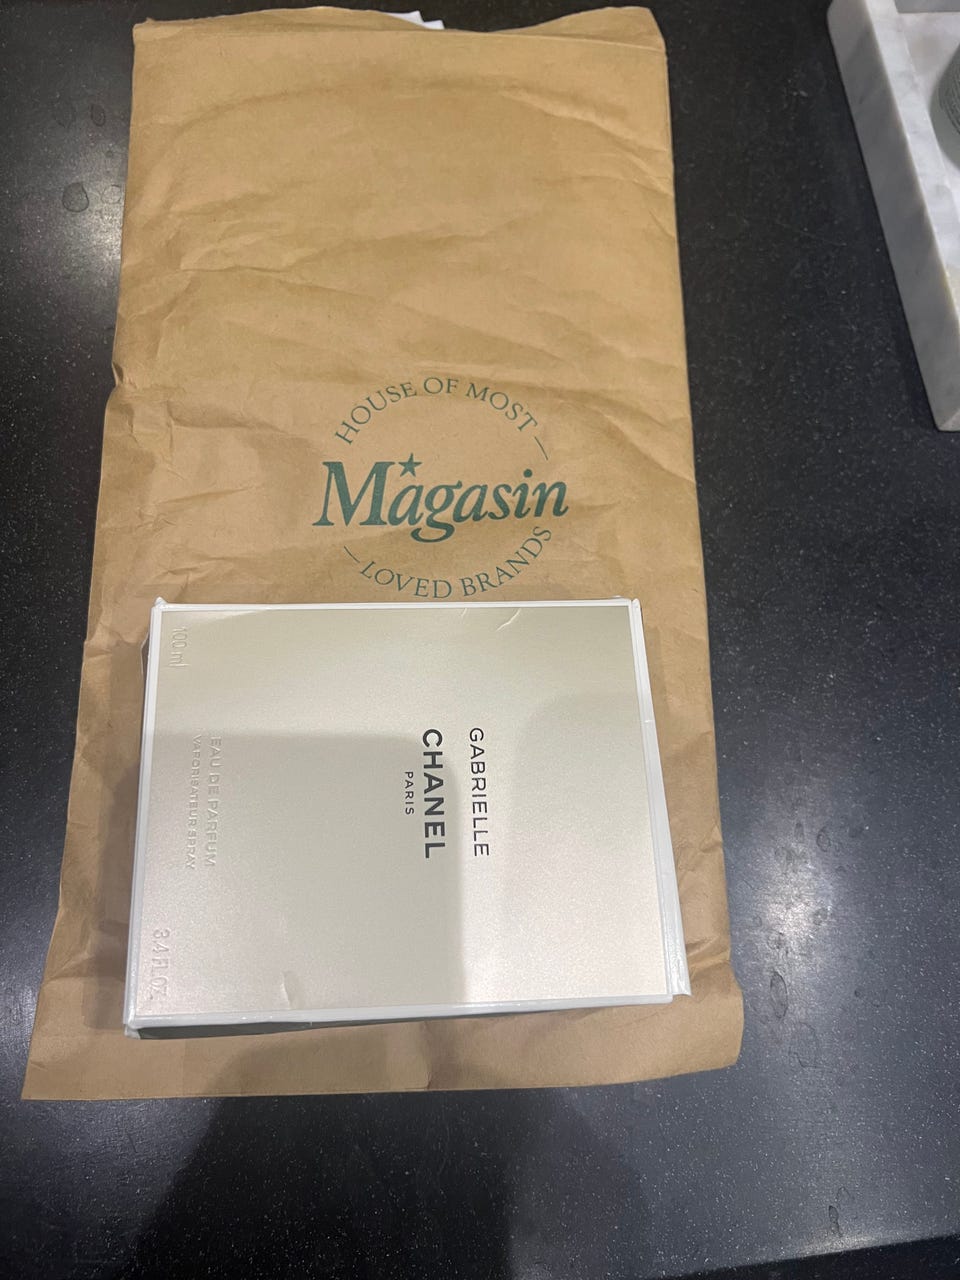 HOUSE OF MOST
Magasin
LOVED BRANDS
GABRIELLE
CHANEL
PARIS
EAU DE PARFUM
VAPORISATEUR SPRAY
100 ml
3.4 FL.OZ.